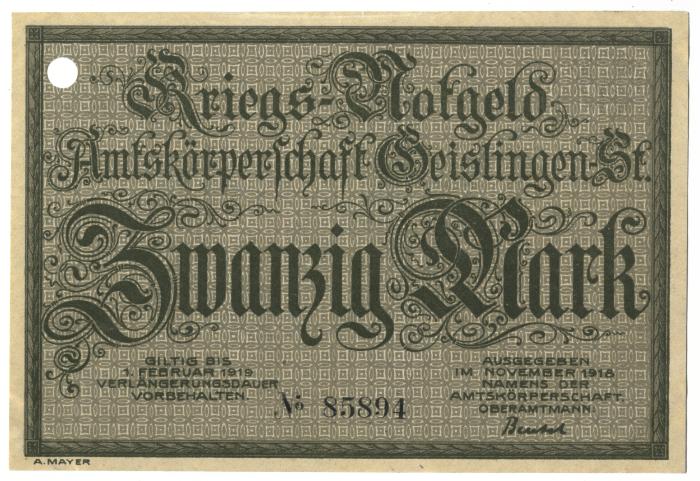 Kriegs-Notgeld
Amtskörperschaft Geislingen-St.
Zwanzig Mark
GILTIG BIS
1. FEBRUAR 1919
VERLÄNGERUNGSDAUER
VORBEHALTEN.
No 85894
AUSGEGEBEN
IM NOVEMBER 1918
NAMENS DER
AMTSKÖRPERSCHAFT:
OBERAMTMANN:
A. MAYER